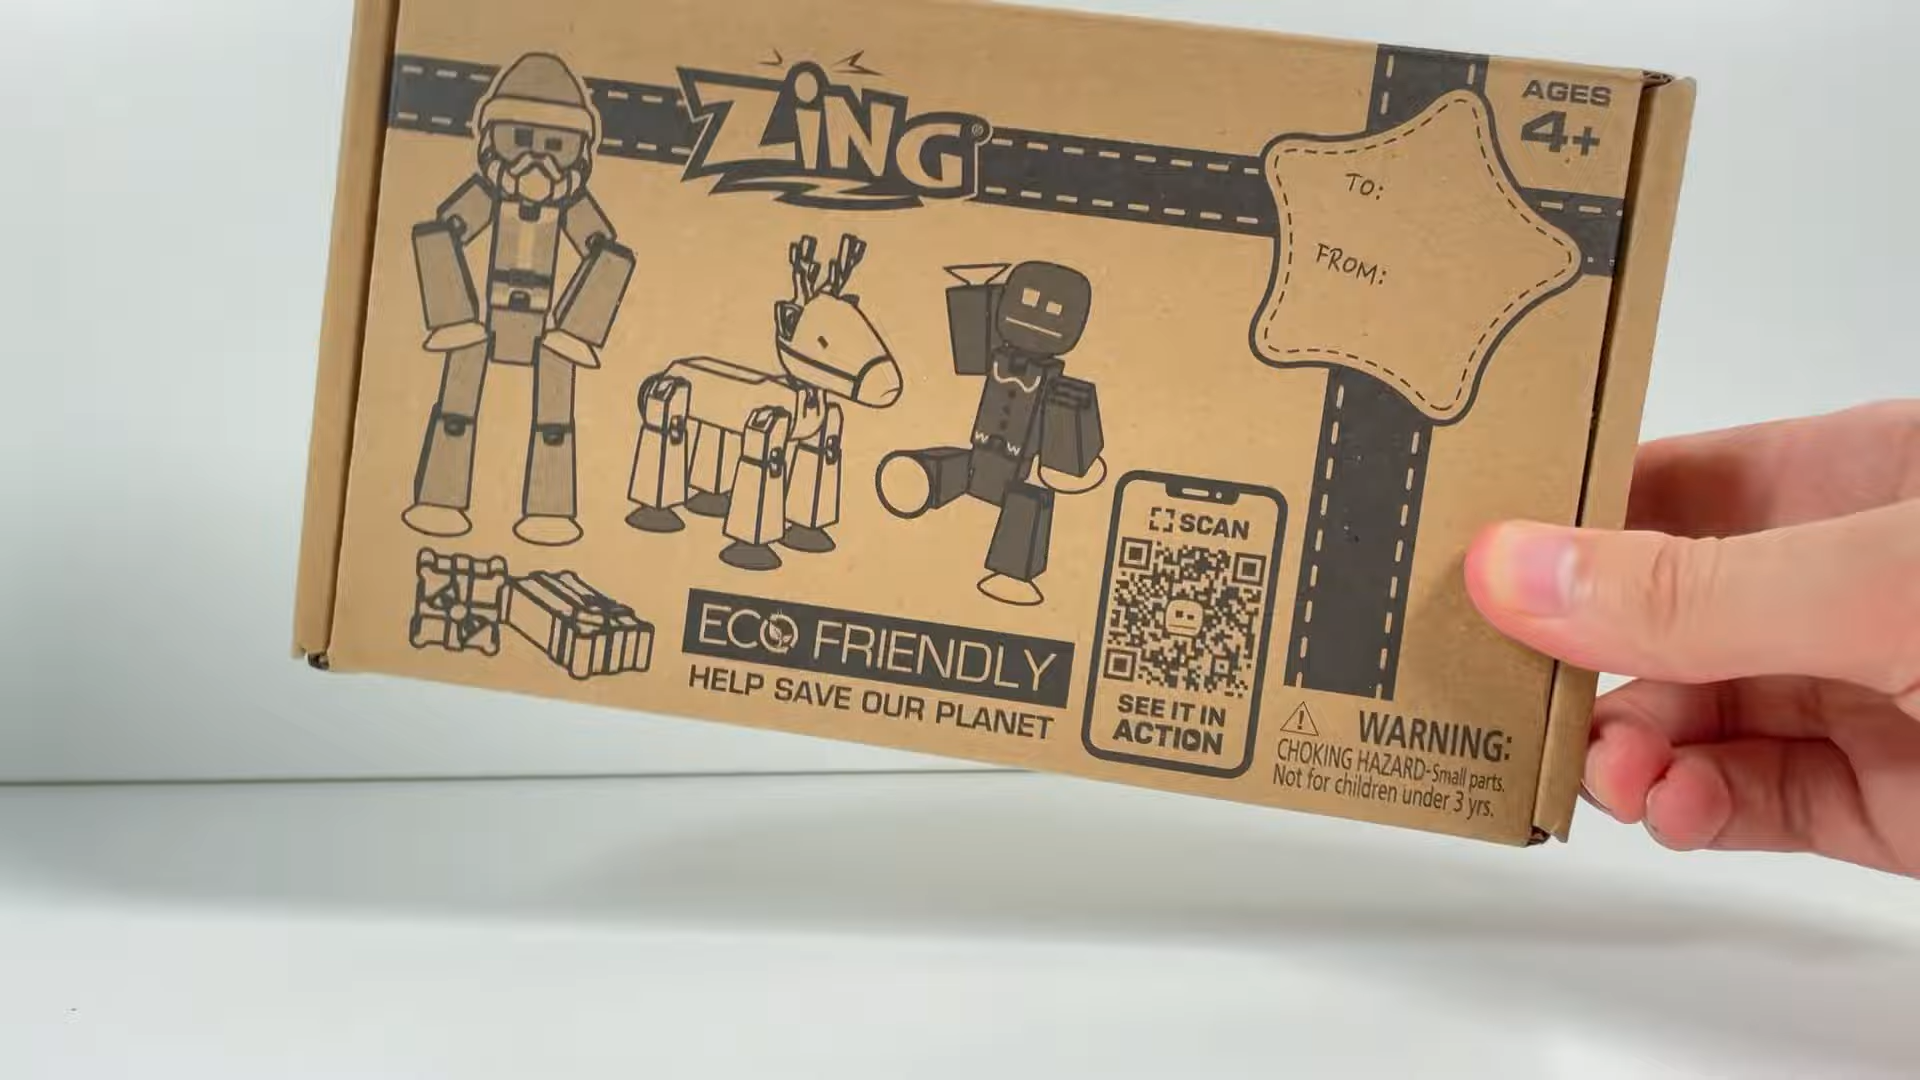 ZING®
AGES
4+
TO:
FROM:
SCAN
SEE IT IN
ACTION
ECO FRIENDLY
HELP SAVE OUR PLANET
WARNING:
CHOKING HAZARD-Small parts.
Not for children under 3 yrs.